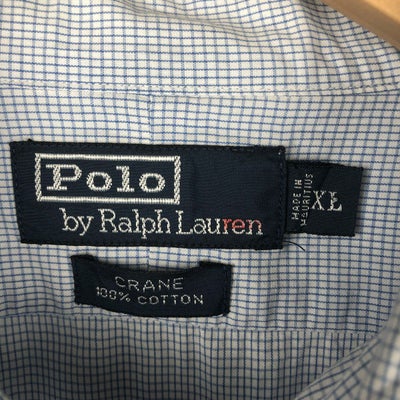 Polo
by Ralph Lauren
MADE IN
MAURITIUS
XL
CRANE
100% COTTON